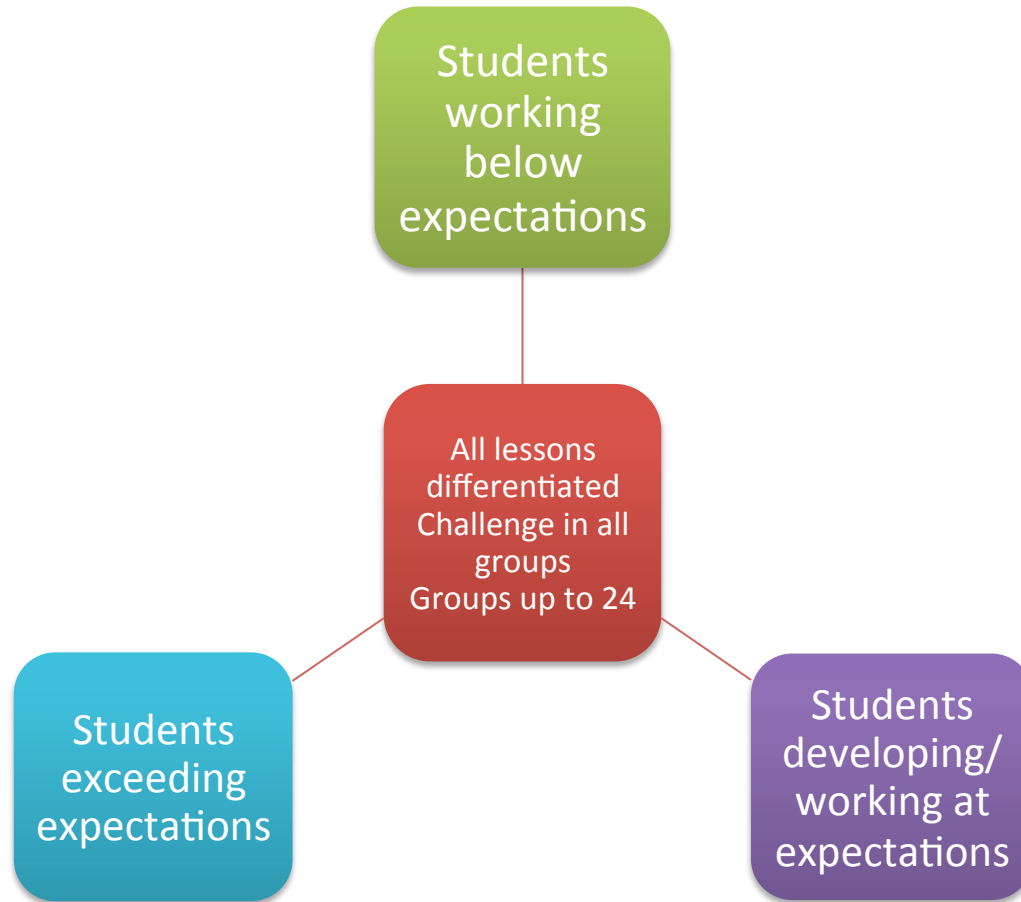 Students
working
below
expectations
All lessons
differentiated
Challenge in all
groups
Groups up to 24
Students
exceeding
expectations
Students
developing/
working at
expectations